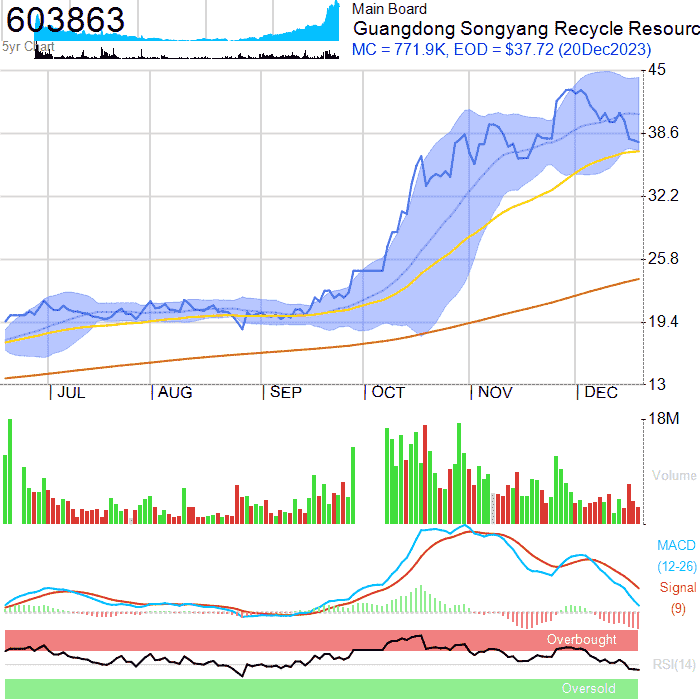 603863
5yr Chart
Main Board
Guangdong Songyang Recycle Resourc
MC = 771.9K, EOD = $37.72 (20Dec2023)
45
38.6
32.2
25.8
19.4
13
JUL AUG SEP OCT NOV DEC
18M
Volume
MACD
(12-26)
Signal
(9)
Overbought
RSI(14)
Oversold